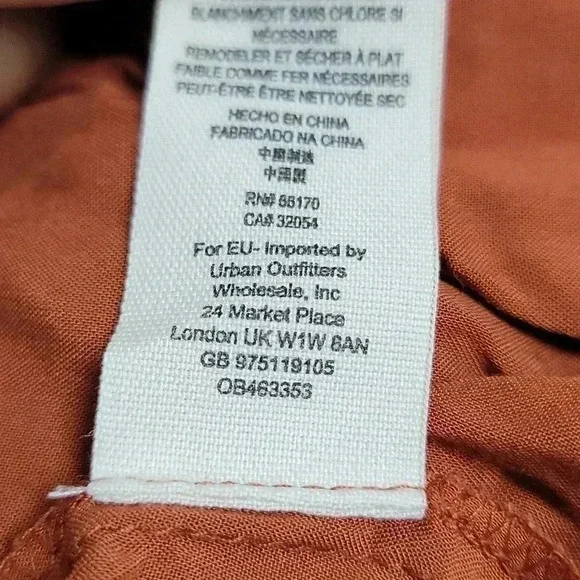 BLANCHIMENT SANS CHLORE SI
NÉCESSAIRE
REMODELER ET SÉCHER À PLAT
FAIBLE COMME FER NÉCESSAIRES
PEUT-ÊTRE ÊTRE NETTOYÉE SEC
HECHO EN CHINA
FABRICADO NA CHINA
中國制造
中國製
RN# 66170
CA# 32054
For EU- Imported by
Urban Outfitters
Wholesale, Inc
24 Market Place
London UK W1W 8AN
GB 975119105
OB463353